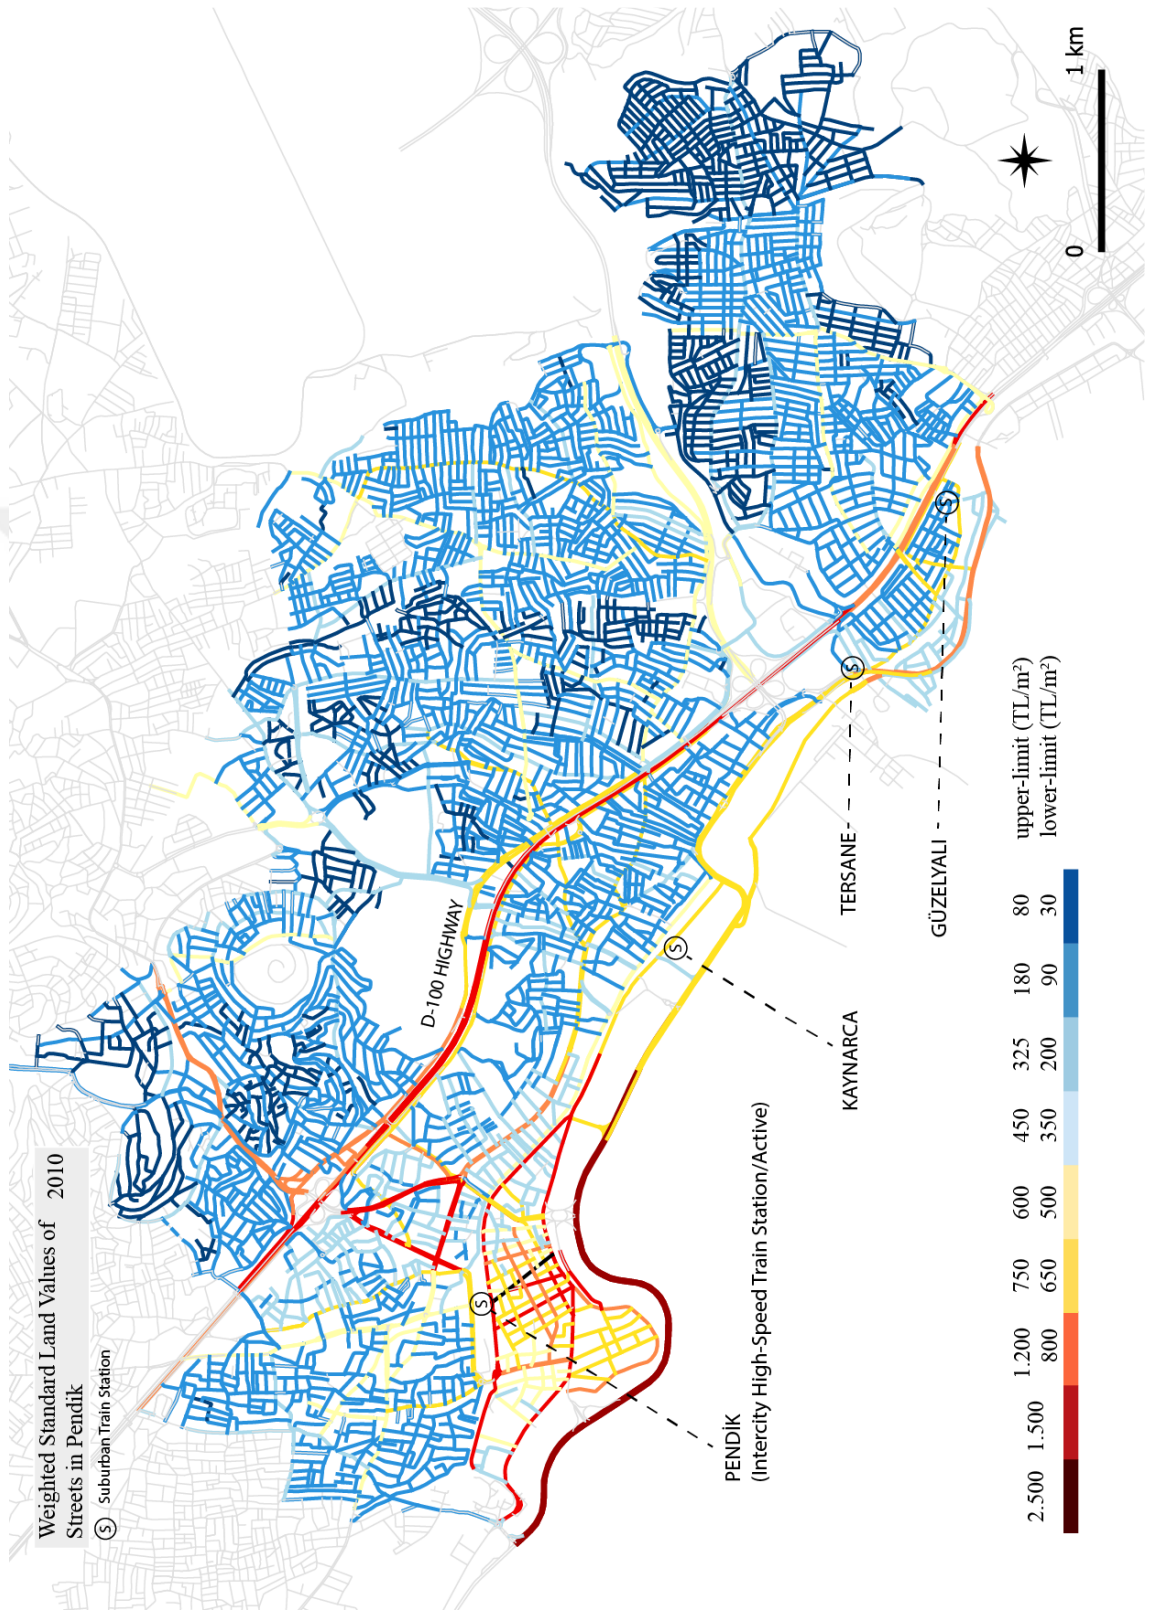 Weighted Standard Land Values of
Streets in Pendik 2010
S Suburban Train Station
D-100 HIGHWAY
S
S
S
S
PENDİK
(Intercity High-Speed Train Station/Active)
KAYNARCA
TERSANE
GÜZELYALI
0 1 km
2.500 1.500 1.200 750 600 450 325 180 80 upper-limit (TL/m²)
800 650 500 350 200 90 30 lower-limit (TL/m²)